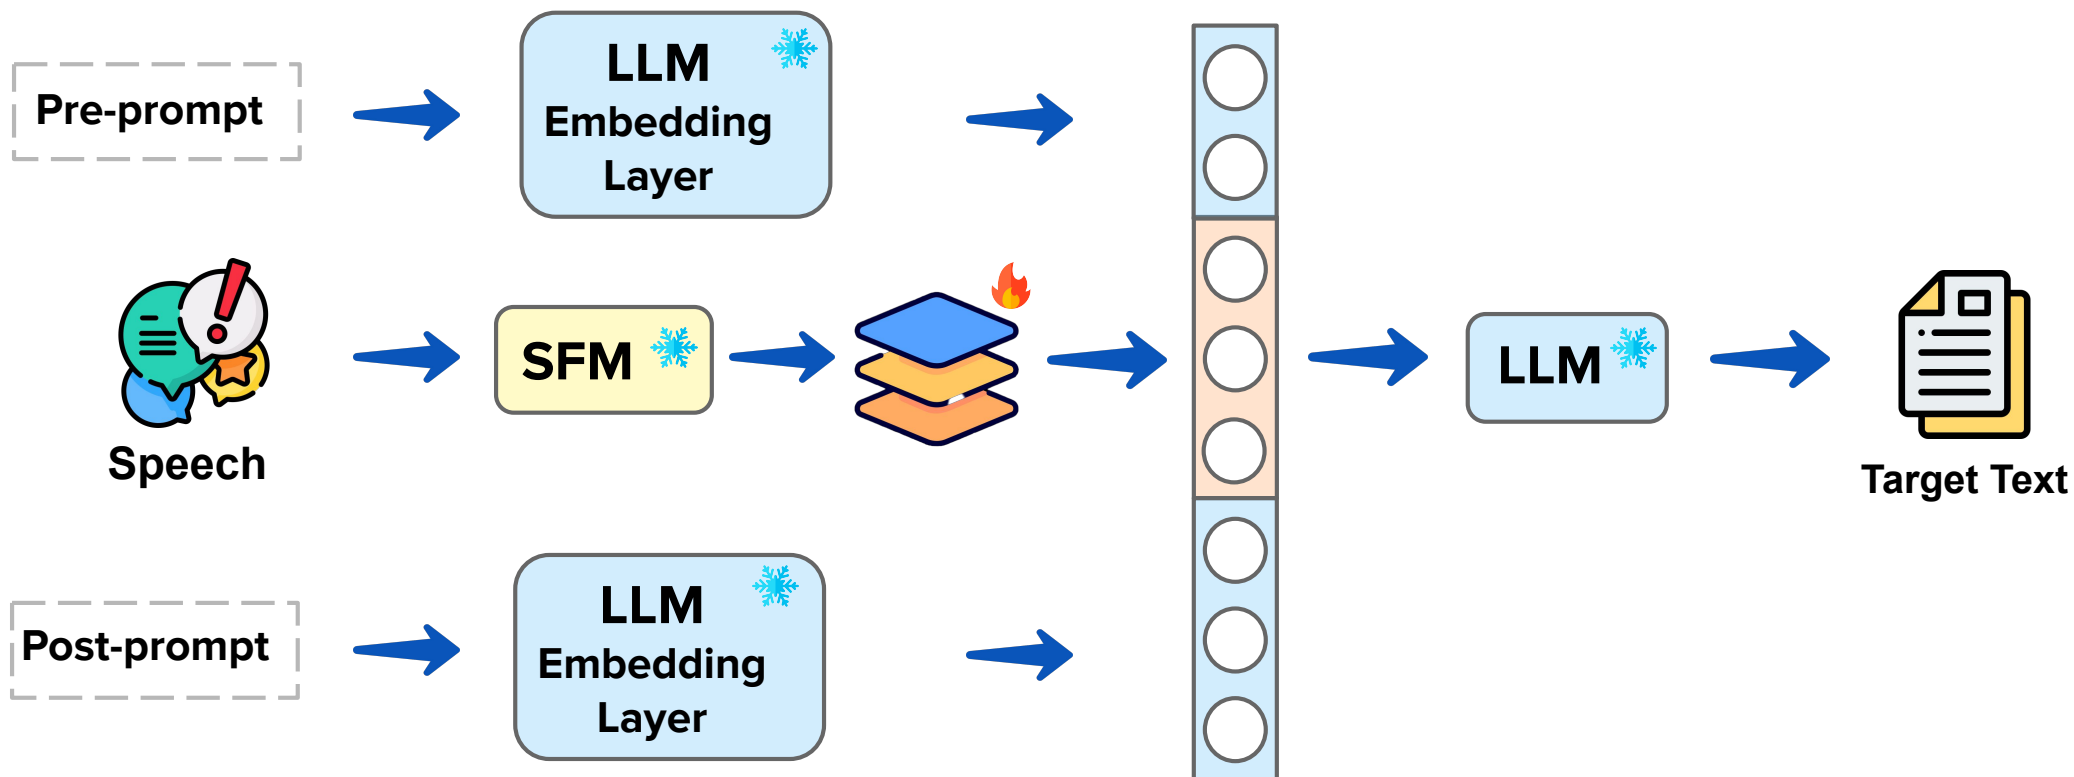 Pre-prompt
LLM
Embedding
Layer
Speech
SFM
LLM
Target Text
Post-prompt
LLM
Embedding
Layer